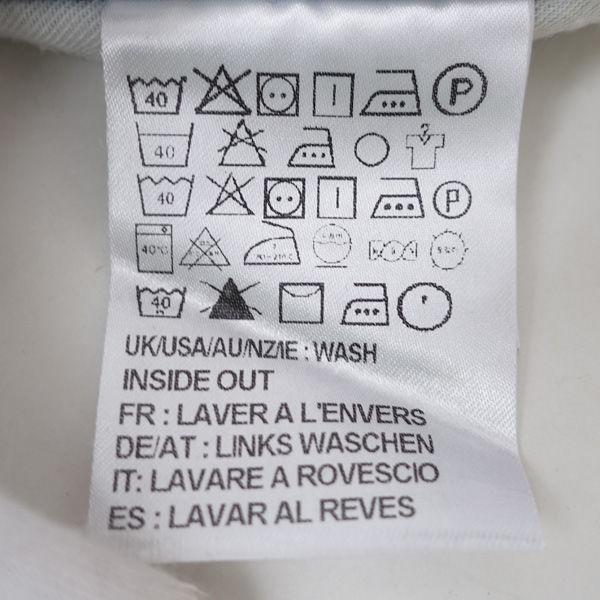 40 P
40 ?
40 P
40°C
40
UK/USA/AU/NZ/IE : WASH
INSIDE OUT
FR : LAVER A L'ENVERS
DE/AT : LINKS WASCHEN
IT: LAVARE A ROVESCIO
ES : LAVAR AL REVES